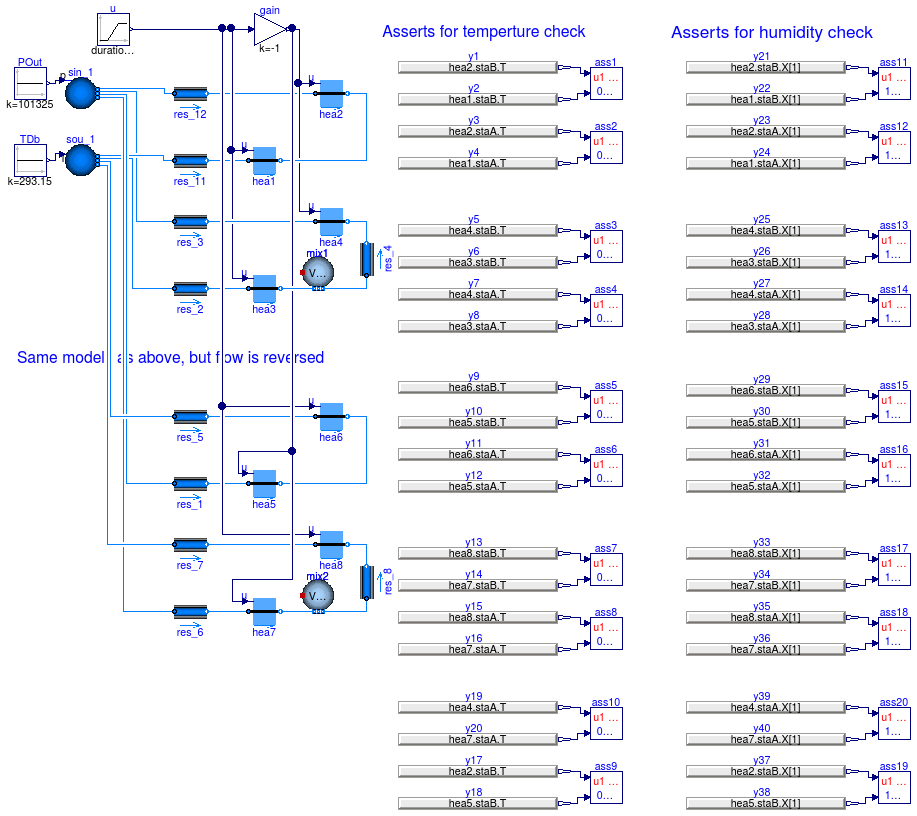 u
duratio...
gain
k=-1
POut
k=101325
p
sin_1
TDb
k=293.15
T
sou_1
res_12
u
hea2
res_11
u
hea1
res_3
u
hea4
res_4
mix1
V...
res_2
u
hea3
Same model as above, but flow is reversed
res_5
u
hea6
res_1
u
hea5
res_7
u
hea8
res_8
mix2
V...
res_6
u
hea7
Asserts for temperture check
y1
hea2.staB.T
y2
hea1.staB.T
ass1
u1 ...
0...
y3
hea2.staA.T
y4
hea1.staA.T
ass2
u1 ...
0...
y5
hea4.staB.T
y6
hea3.staB.T
ass3
u1 ...
0...
y7
hea4.staA.T
y8
hea3.staA.T
ass4
u1 ...
0...
y9
hea6.staB.T
y10
hea5.staB.T
ass5
u1 ...
0...
y11
hea6.staA.T
y12
hea5.staA.T
ass6
u1 ...
0...
y13
hea8.staB.T
y14
hea7.staB.T
ass7
u1 ...
0...
y15
hea8.staA.T
y16
hea7.staA.T
ass8
u1 ...
0...
y19
hea4.staA.T
y20
hea7.staA.T
ass10
u1 ...
0...
y17
hea2.staB.T
y18
hea5.staB.T
ass9
u1 ...
0...
Asserts for humidity check
y21
hea2.staB.X[1]
y22
hea1.staB.X[1]
ass11
u1 ...
1...
y23
hea2.staA.X[1]
y24
hea1.staA.X[1]
ass12
u1 ...
1...
y25
hea4.staB.X[1]
y26
hea3.staB.X[1]
ass13
u1 ...
1...
y27
hea4.staA.X[1]
y28
hea3.staA.X[1]
ass14
u1 ...
1...
y29
hea6.staB.X[1]
y30
hea5.staB.X[1]
ass15
u1 ...
1...
y31
hea6.staA.X[1]
y32
hea5.staA.X[1]
ass16
u1 ...
1...
y33
hea8.staB.X[1]
y34
hea7.staB.X[1]
ass17
u1 ...
1...
y35
hea8.staA.X[1]
y36
hea7.staA.X[1]
ass18
u1 ...
1...
y39
hea4.staA.X[1]
y40
hea7.staA.X[1]
ass20
u1 ...
1...
y37
hea2.staB.X[1]
y38
hea5.staB.X[1]
ass19
u1 ...
1...